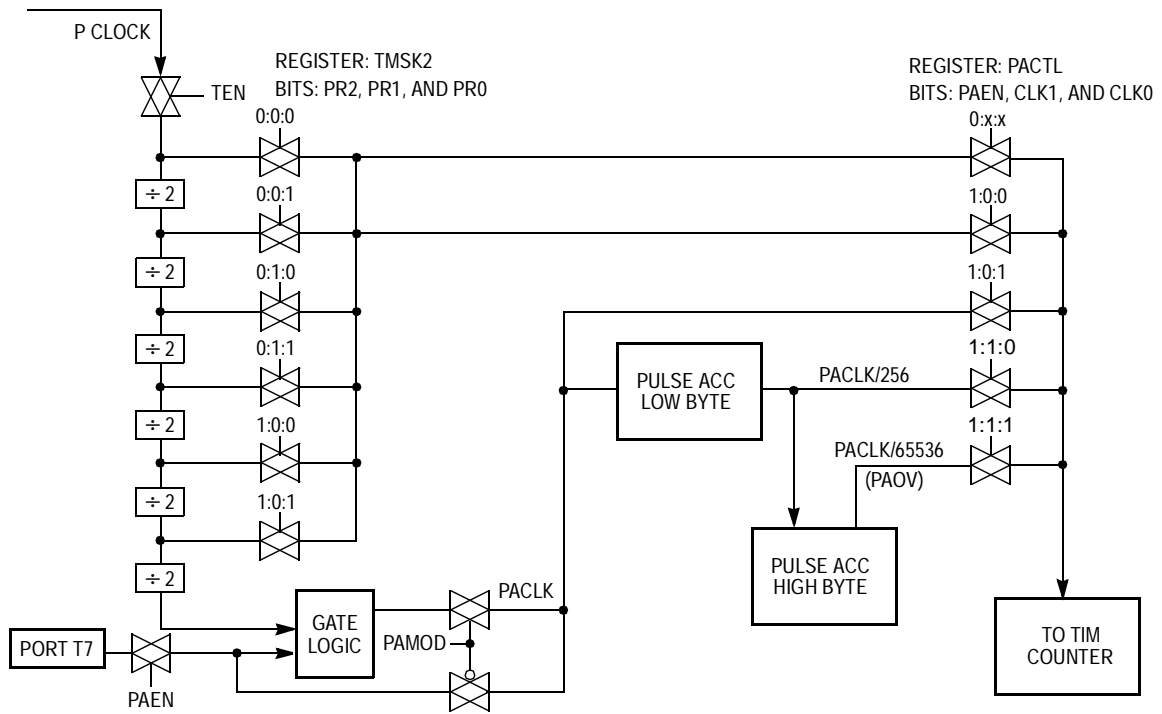 P CLOCK
REGISTER: TMSK2
BITS: PR2, PR1, AND PR0
REGISTER: PACTL
BITS: PAEN, CLK1, AND CLK0
TEN
0:0:0
0:x:x
÷ 2
0:0:1
1:0:0
÷ 2
0:1:0
1:0:1
÷ 2
0:1:1
1:1:0
PULSE ACC
LOW BYTE
PACLK/256
÷ 2
1:0:0
1:1:1
PACLK/65536
(PAOV)
÷ 2
1:0:1
÷ 2
PULSE ACC
HIGH BYTE
PACLK
GATE
LOGIC
PAMOD
PORT T7
PAEN
TO TIM
COUNTER